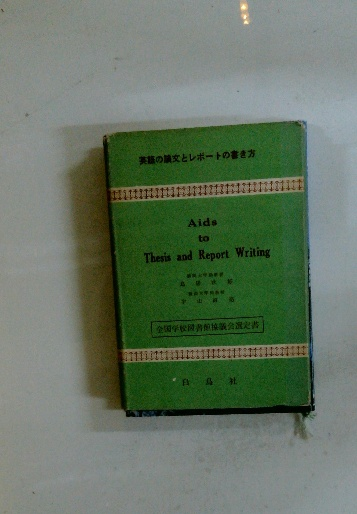 英語の論文とレポートの書き方
Aids
to
Thesis and Report Writing
全国学校図書館協議会選定書
白鳥社